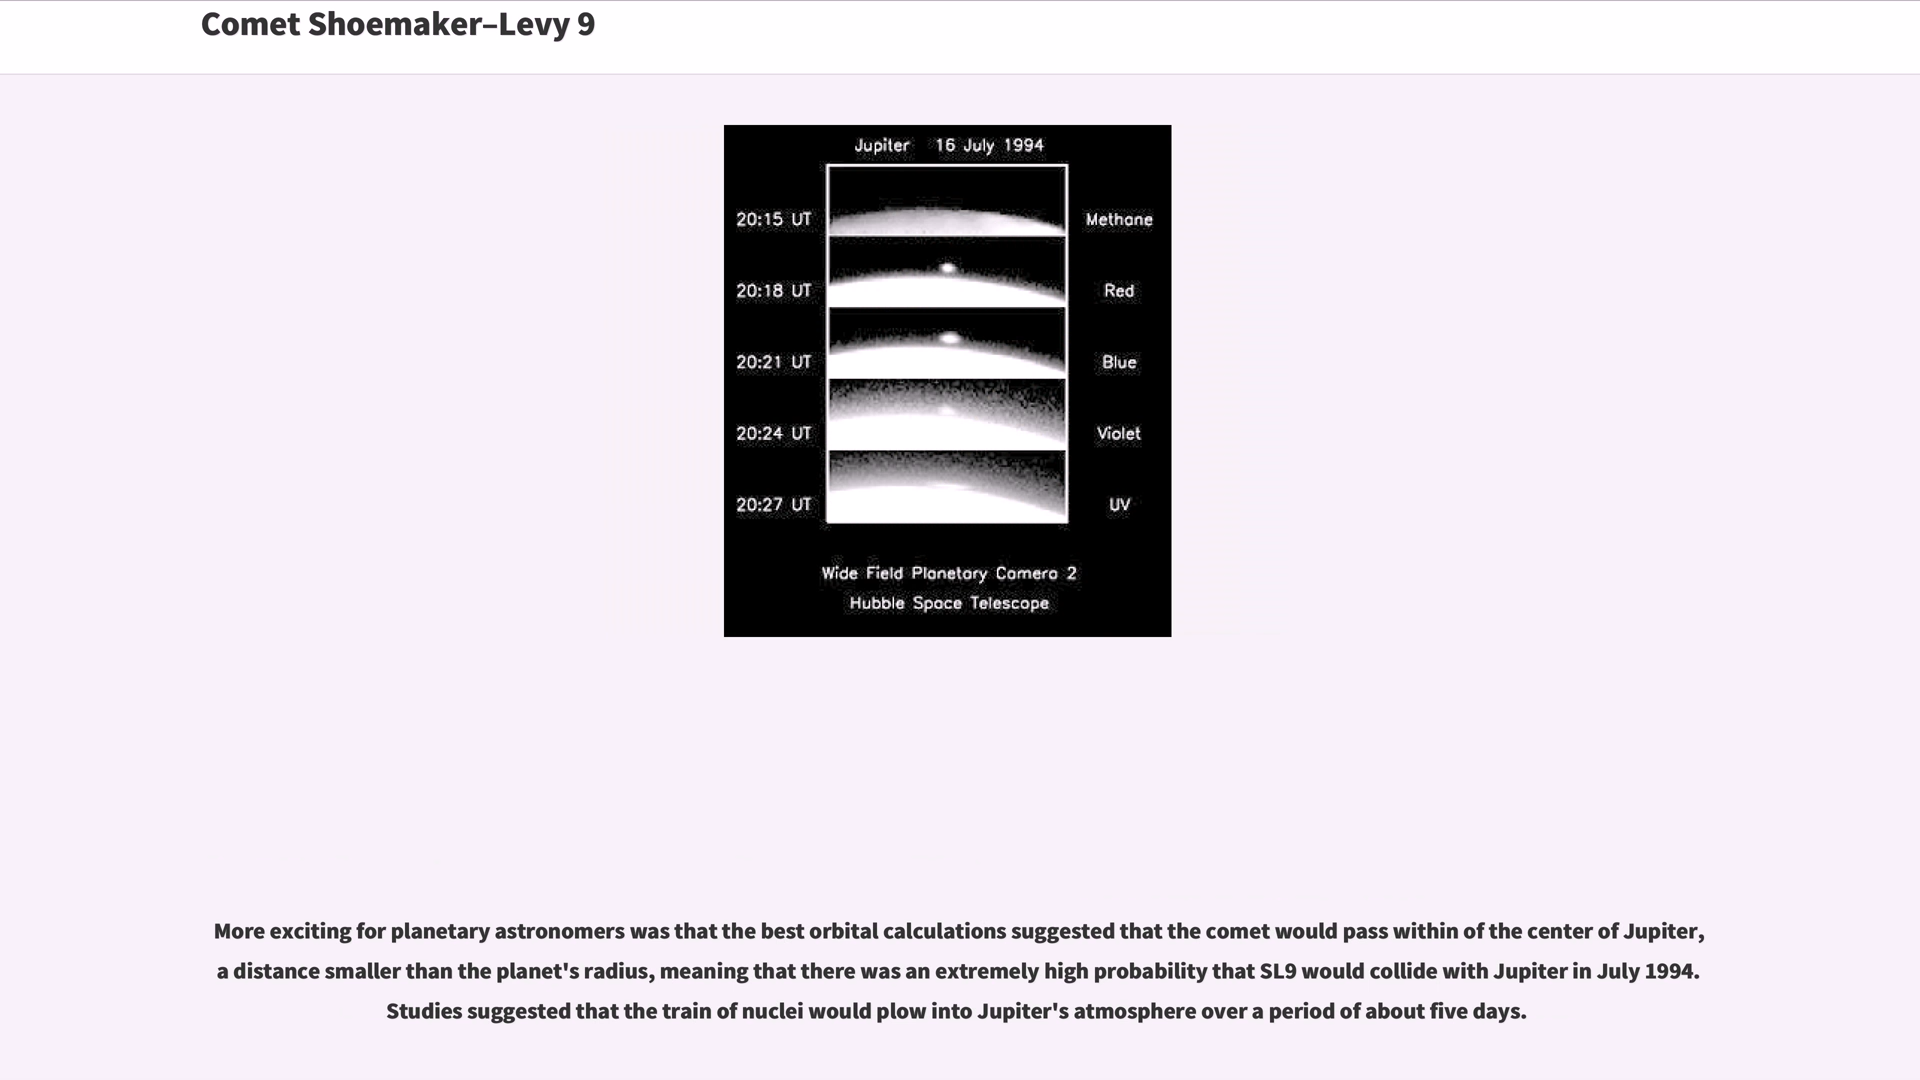 Comet Shoemaker–Levy 9
Jupiter 16 July 1994
20:15 UT Methane
20:18 UT Red
20:21 UT Blue
20:24 UT Violet
20:27 UT UV
Wide Field Planetary Camera 2
Hubble Space Telescope
More exciting for planetary astronomers was that the best orbital calculations suggested that the comet would pass within of the center of Jupiter,
a distance smaller than the planet's radius, meaning that there was an extremely high probability that SL9 would collide with Jupiter in July 1994.
Studies suggested that the train of nuclei would plow into Jupiter's atmosphere over a period of about five days.